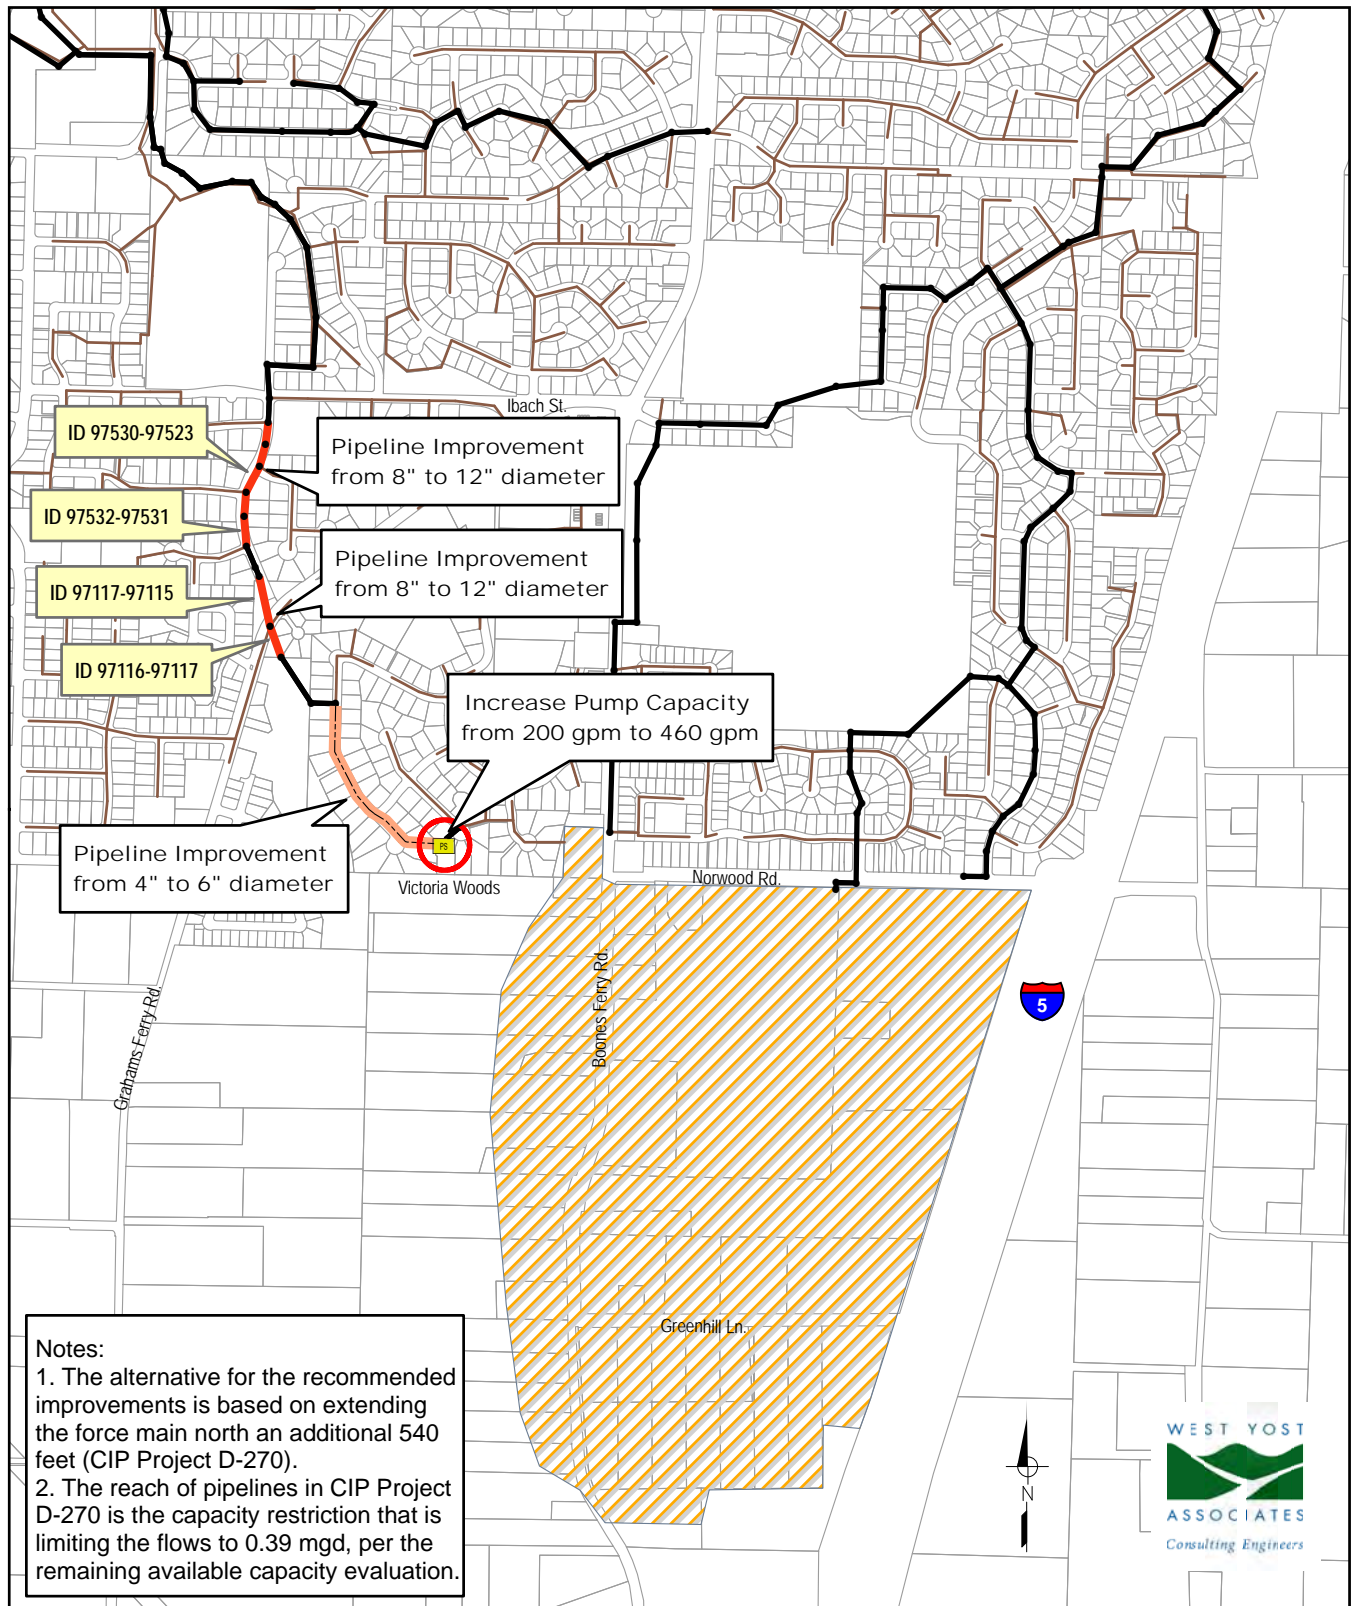 Ibach St.
ID 97530-97523
Pipeline Improvement
from 8" to 12" diameter
ID 97532-97531
Pipeline Improvement
from 8" to 12" diameter
ID 97117-97115
ID 97116-97117
Increase Pump Capacity
from 200 gpm to 460 gpm
Pipeline Improvement
from 4" to 6" diameter
PS
Victoria Woods
Norwood Rd.
Boones Ferry Rd.
Grahams Ferry Rd.
5
Greenhill Ln.
Notes:
1. The alternative for the recommended
improvements is based on extending
the force main north an additional 540
feet (CIP Project D-270).
2. The reach of pipelines in CIP Project
D-270 is the capacity restriction that is
limiting the flows to 0.39 mgd, per the
remaining available capacity evaluation.
N
WEST YOST
ASSOCIATES
Consulting Engineers